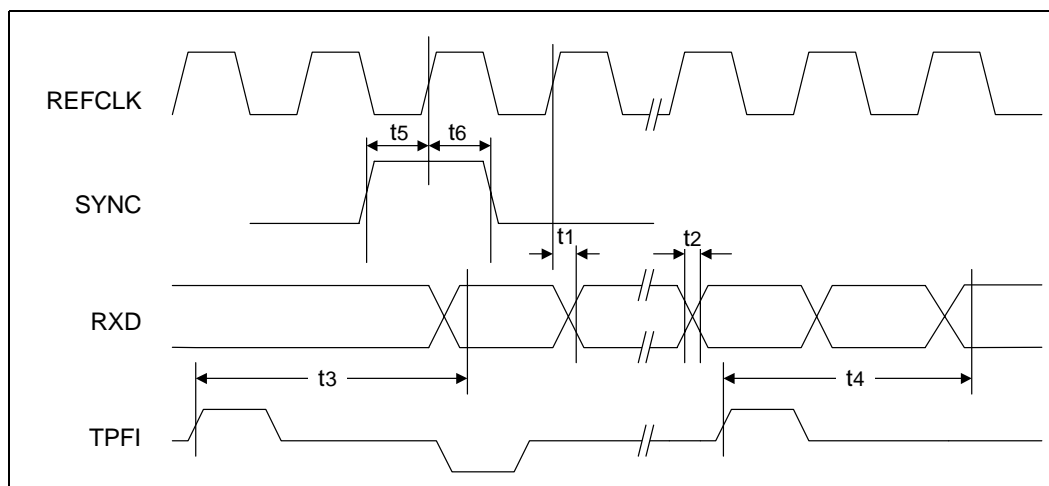 REFCLK
t5
t6
SYNC
t1
t2
RXD
t3
t4
TPFI